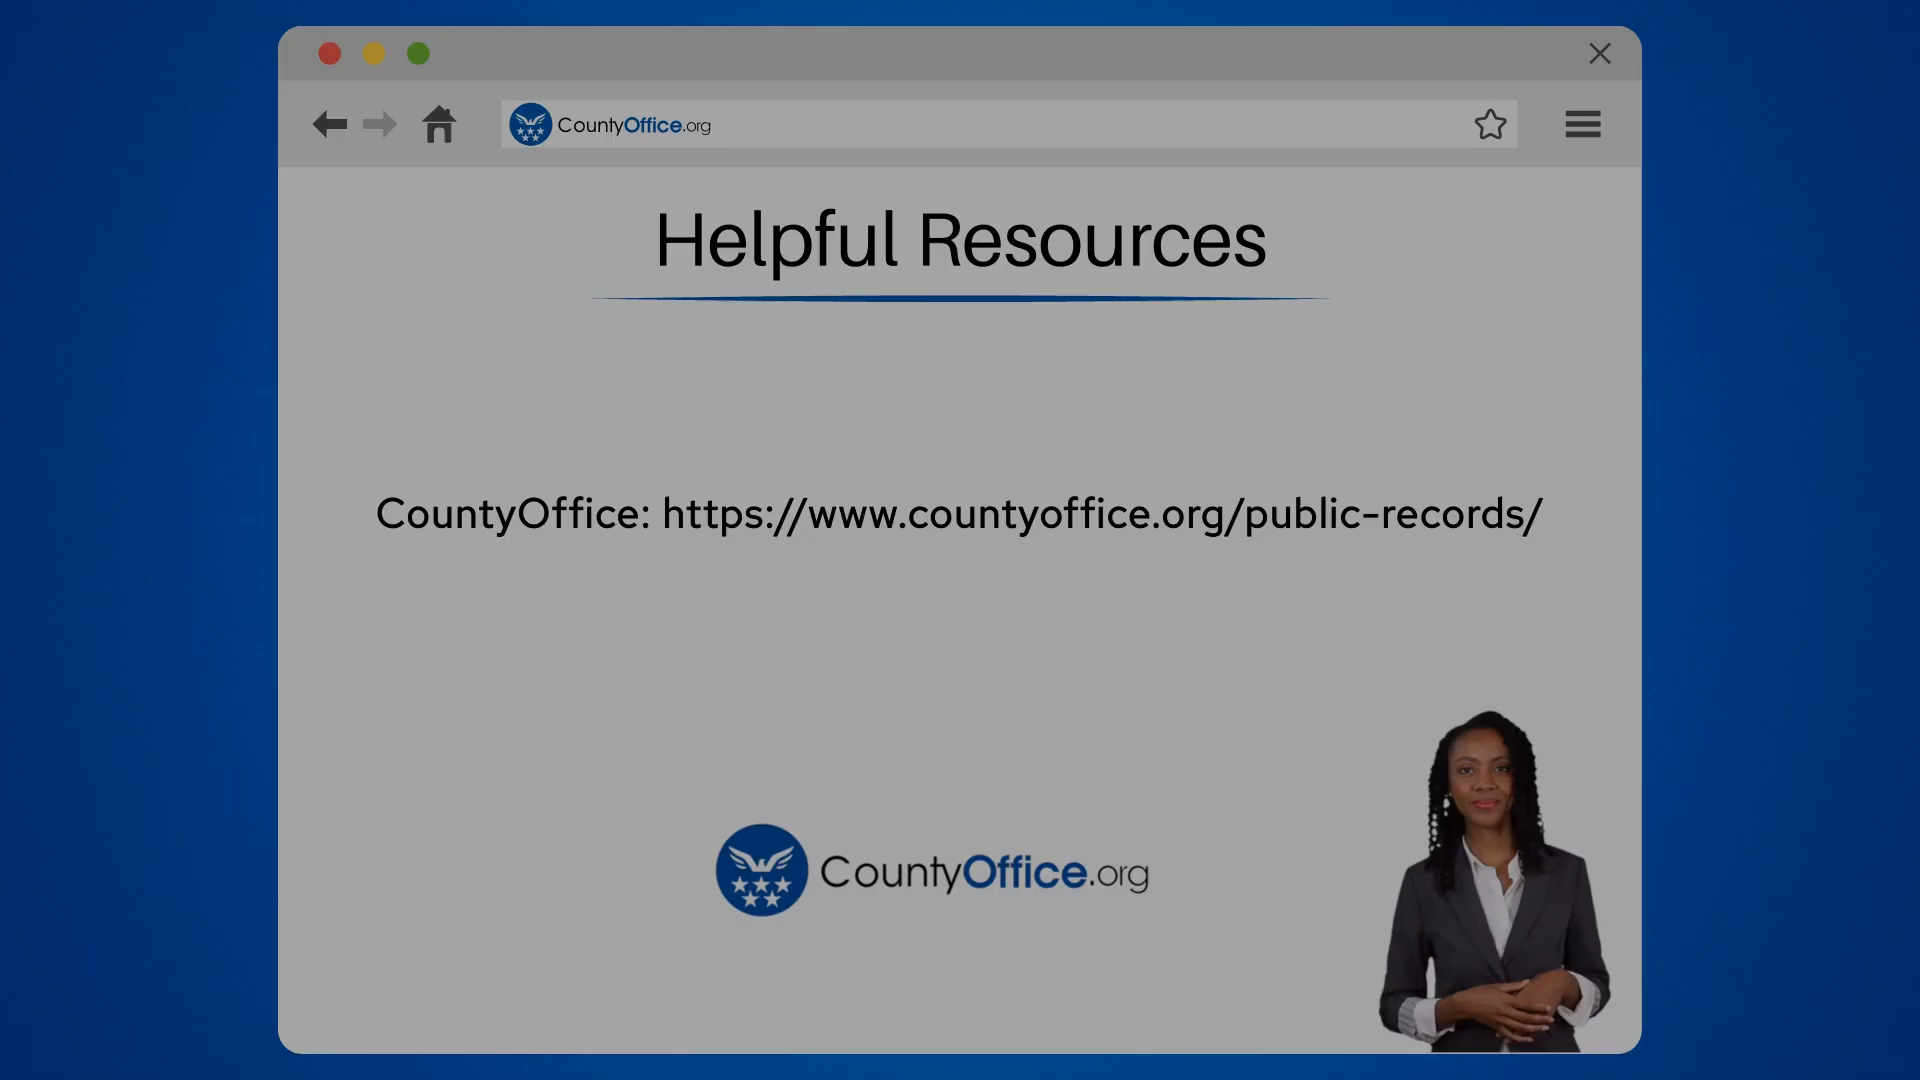 CountyOffice.org
Helpful Resources
CountyOffice: https://www.countyoffice.org/public-records/
CountyOffice.org